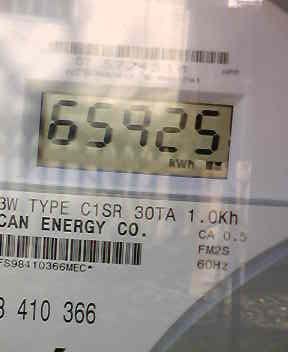 65925
kWh
3W TYPE C1SR 30TA 1.0Kh
CAN ENERGY CO.
CA 0.5
FM2S
60Hz
FS98410366MEC*
410 366